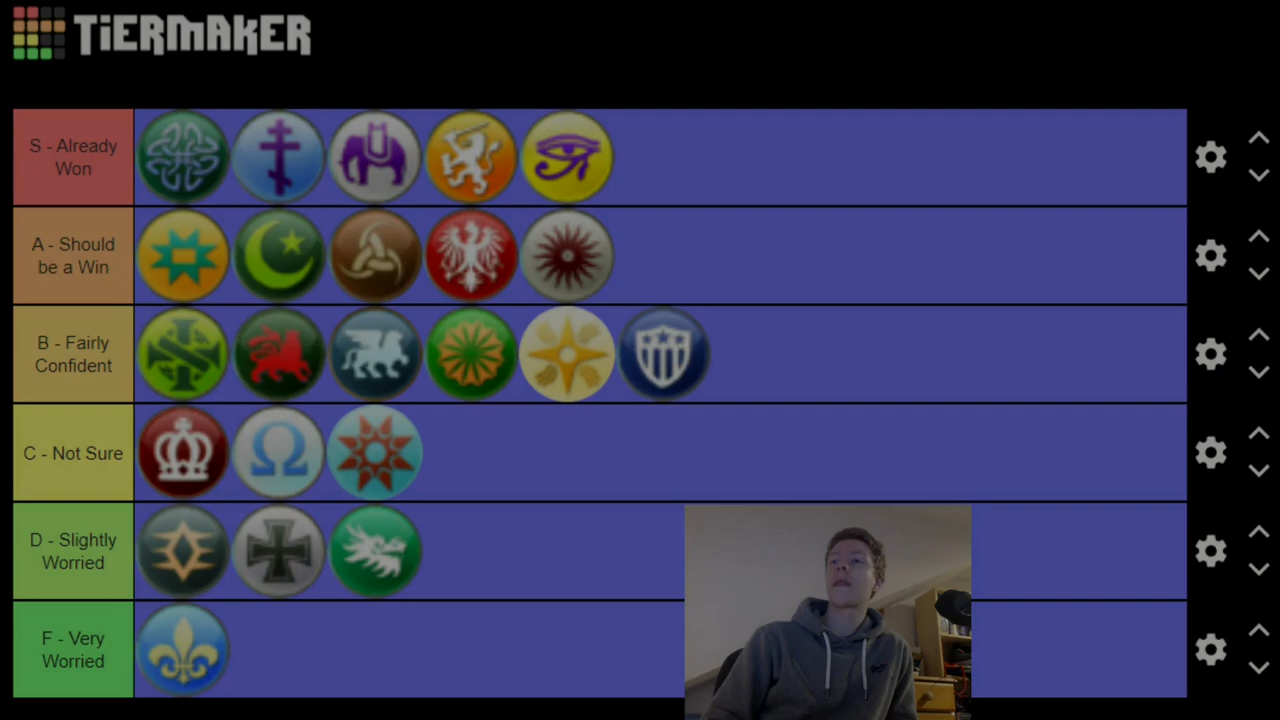 TiERMAKER
S - Already
Won
A - Should
be a Win
B - Fairly
Confident
C - Not Sure
D - Slightly
Worried
F - Very
Worried